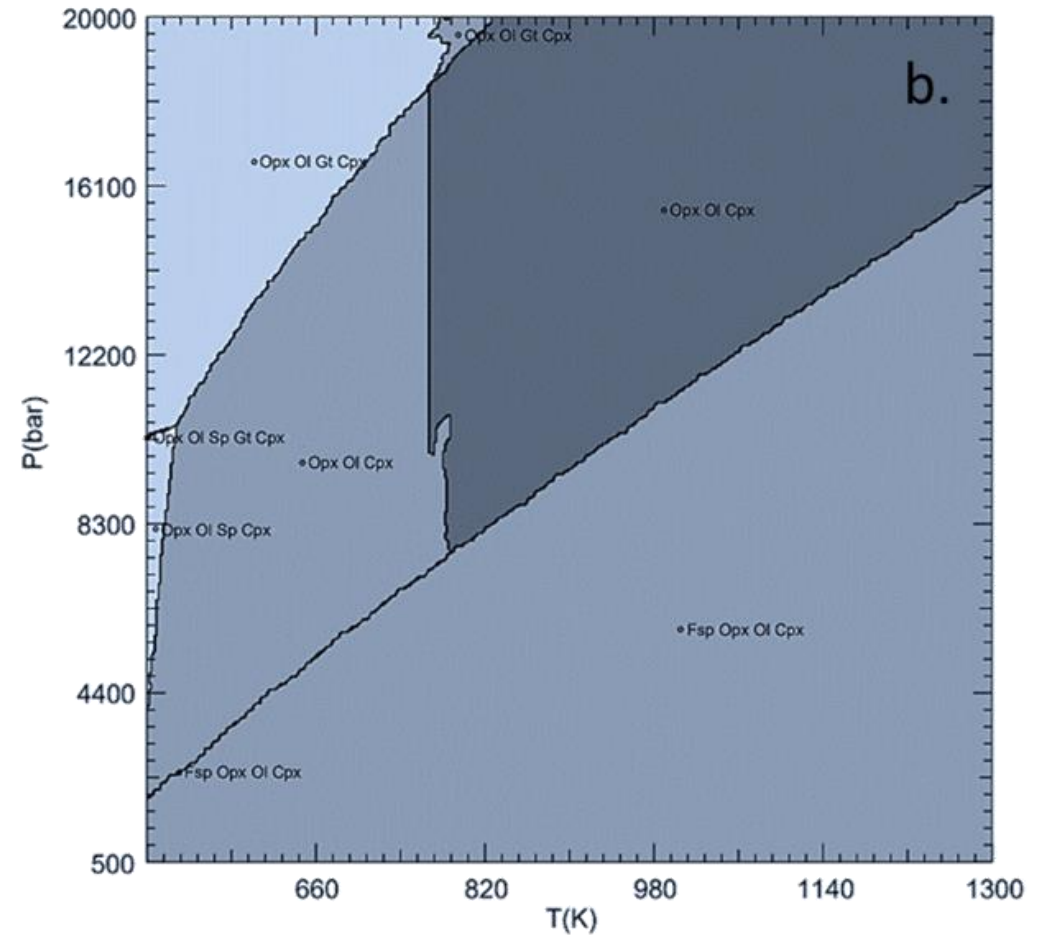 20000
Opx Ol Gt Cpx
b.
Opx Ol Gt Cpx
16100
Opx Ol Cpx
12200
P(bar)
Opx Ol Sp Gt Cpx
Opx Ol Cpx
8300
Opx Ol Sp Cpx
Fsp Opx Ol Cpx
4400
Fsp Opx Ol Cpx
500
660
820
980
1140
1300
T(K)